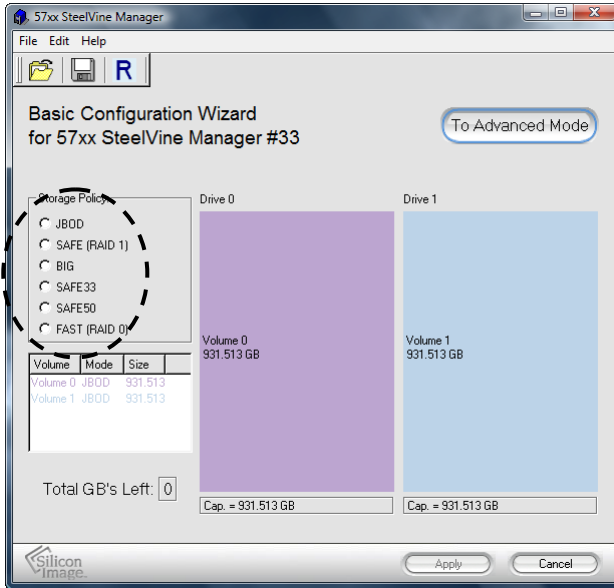 57xx SteelVine Manager
File Edit Help
R
Basic Configuration Wizard
for 57xx SteelVine Manager #33
To Advanced Mode
Storage Policy
JBOD
SAFE (RAID 1)
BIG
SAFE33
SAFE50
FAST (RAID 0)
Drive 0
Drive 1
Volume 0
931.513 GB
Volume 1
931.513 GB
Volume Mode Size
Volume 0 JBOD 931.513
Volume 1 JBOD 931.513
Total GB's Left: 0
Cap. = 931.513 GB
Cap. = 931.513 GB
Silicon
Image.
Apply
Cancel